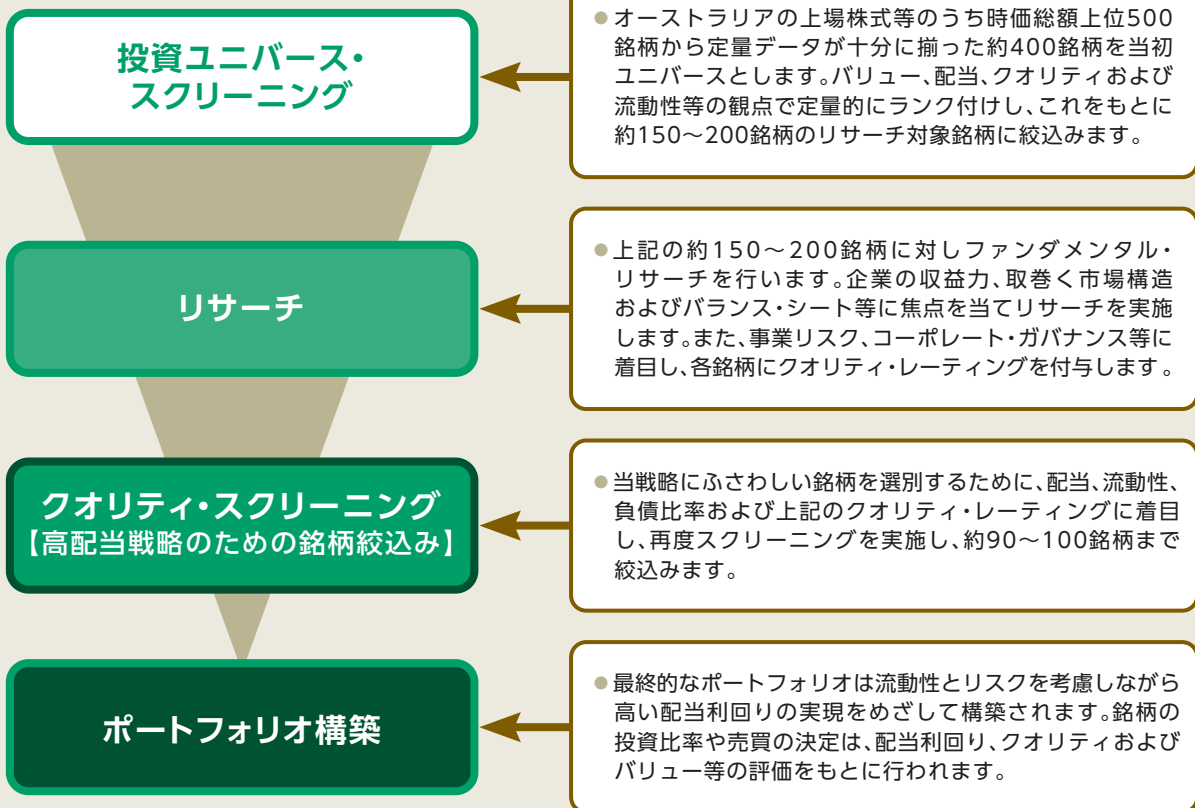 投資ユニバース・
スクリーニング
●オーストラリアの上場株式等のうち時価総額上位500
銘柄から定量データが十分に揃った約400銘柄を当初
ユニバースとします。バリュー、配当、クオリティおよび
流動性等の観点で定量的にランク付けし、これをもとに
約150～200銘柄のリサーチ対象銘柄に絞込みます。
リサーチ
●上記の約150～200銘柄に対しファンダメンタル・
リサーチを行います。企業の収益力、取巻く市場構造
およびバランス・シート等に焦点を当てリサーチを実施
します。また、事業リスク、コーポレート・ガバナンス等に
着目し、各銘柄にクオリティ・レーティングを付与します。
クオリティ・スクリーニング
【高配当戦略のための銘柄絞込み】
●当戦略にふさわしい銘柄を選別するために、配当、流動性、
負債比率および上記のクオリティ・レーティングに着目
し、再度スクリーニングを実施し、約90～100銘柄まで
絞込みます。
ポートフォリオ構築
●最終的なポートフォリオは流動性とリスクを考慮しながら
高い配当利回りの実現をめざして構築されます。銘柄の
投資比率や売買の決定は、配当利回り、クオリティおよび
バリュー等の評価をもとに行われます。